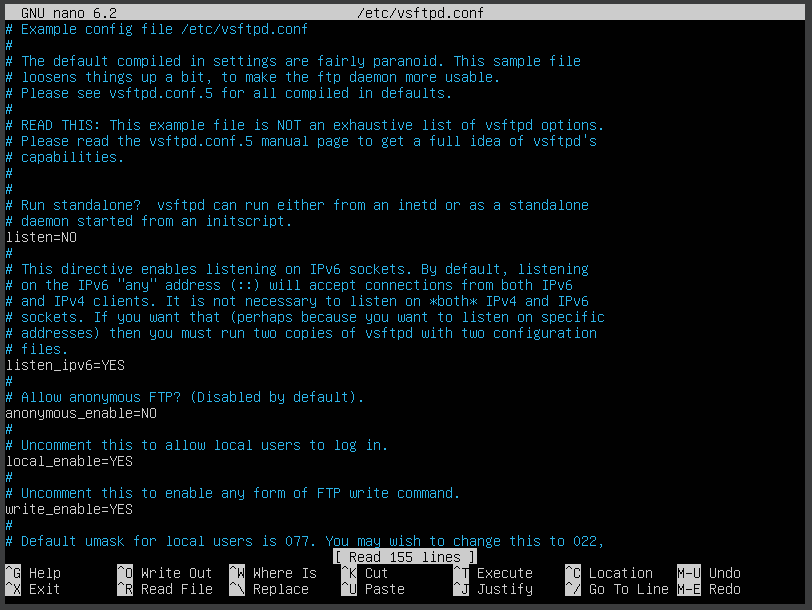 GNU nano 6.2 /etc/vsftpd.conf
# Example config file /etc/vsftpd.conf
#
# The default compiled in settings are fairly paranoid. This sample file
# loosens things up a bit, to make the ftp daemon more usable.
# Please see vsftpd.conf.5 for all compiled in defaults.
#
# READ THIS: This example file is NOT an exhaustive list of vsftpd options.
# Please read the vsftpd.conf.5 manual page to get a full idea of vsftpd's
# capabilities.
#
#
# Run standalone?  vsftpd can run either from an inetd or as a standalone
# daemon started from an initscript.
listen=NO
#
# This directive enables listening on IPv6 sockets. By default, listening
# on the IPv6 "any" address (::) will accept connections from both IPv6
# and IPv4 clients. It is not necessary to listen on *both* IPv4 and IPv6
# sockets. If you want that (perhaps because you want to listen on specific
# addresses) then you must run two copies of vsftpd with two configuration
# files.
listen_ipv6=YES
#
# Allow anonymous FTP? (Disabled by default).
anonymous_enable=NO
#
# Uncomment this to allow local users to log in.
local_enable=YES
#
# Uncomment this to enable any form of FTP write command.
write_enable=YES
#
# Default umask for local users is 077. You may wish to change this to 022,
[ Read 155 lines ]
^G Help ^O Write Out ^W Where Is ^K Cut ^T Execute ^C Location M-U Undo
^X Exit ^R Read File ^\ Replace ^U Paste ^J Justify ^/ Go To Line M-E Redo